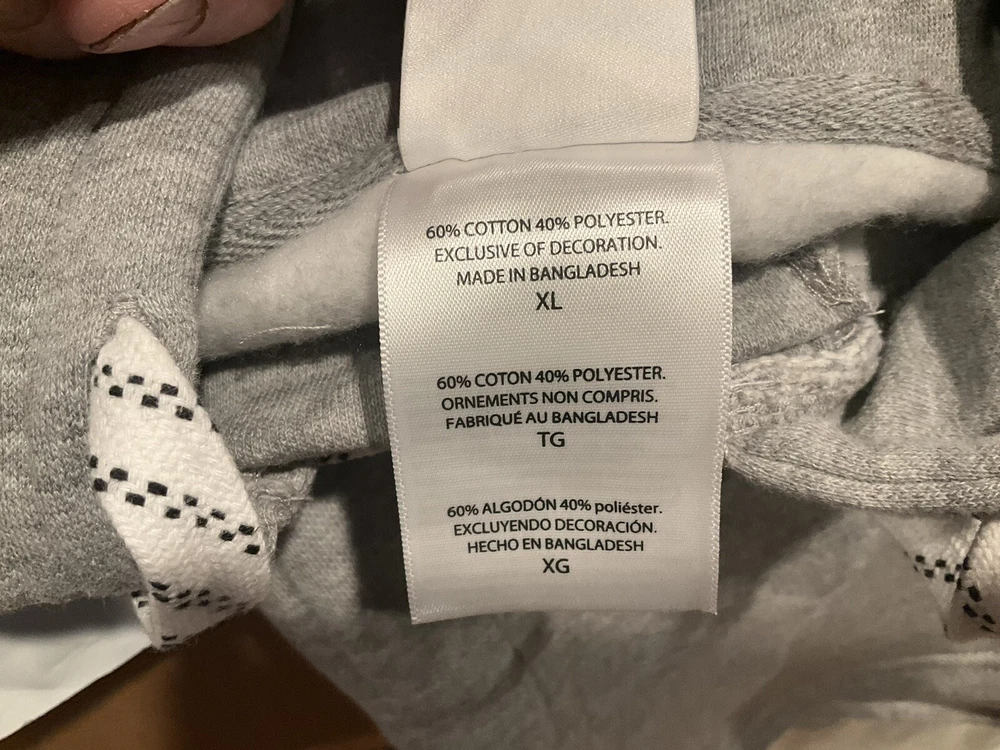 60% COTTON 40% POLYESTER.
EXCLUSIVE OF DECORATION.
MADE IN BANGLADESH
XL
60% COTON 40% POLYESTER.
ORNEMENTS NON COMPRIS.
FABRIQUÉ AU BANGLADESH
TG
60% ALGODÓN 40% poliéster.
EXCLUYENDO DECORACIÓN.
HECHO EN BANGLADESH
XG